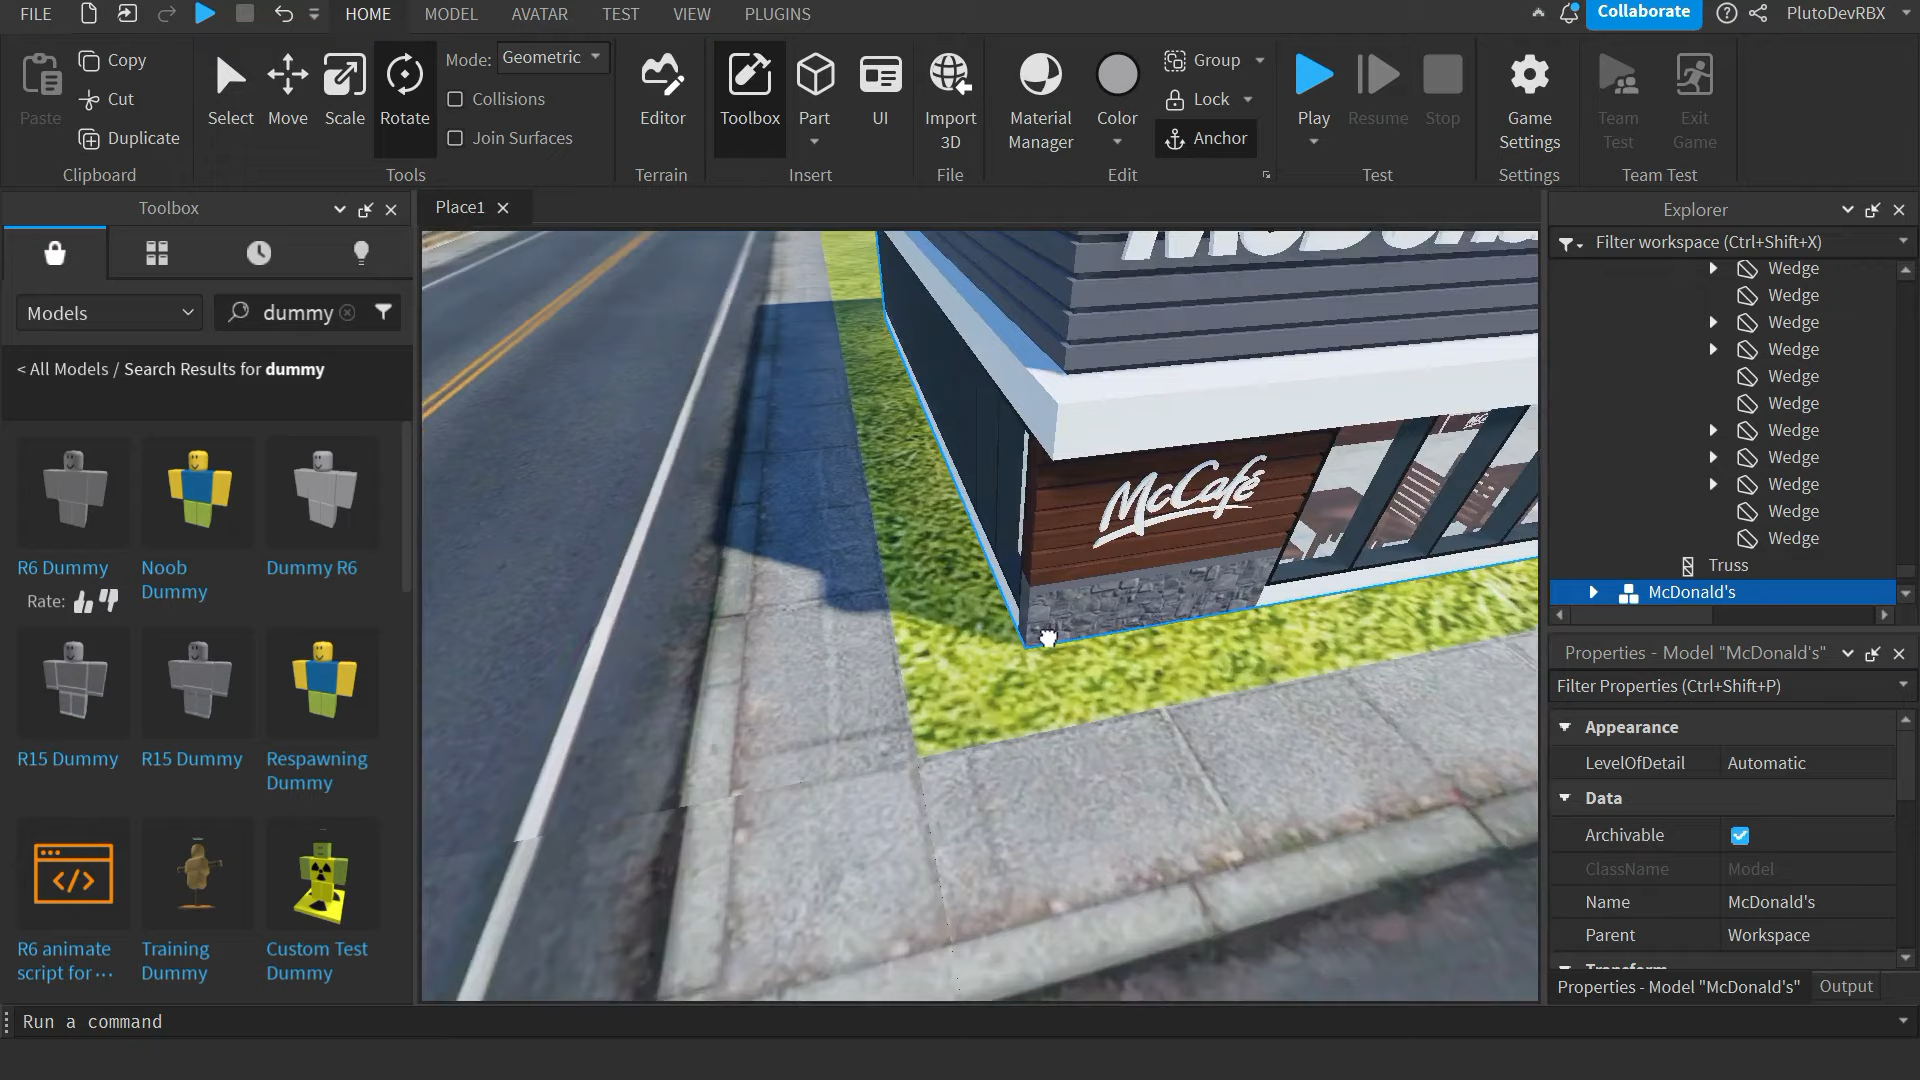 FILE
HOME
MODEL
AVATAR
TEST
VIEW
PLUGINS
Collaborate
PlutoDevRBX
Paste
Copy
Cut
Duplicate
Clipboard
Select
Move
Scale
Rotate
Mode:
Geometric
Collisions
Join Surfaces
Tools
Editor
Terrain
Toolbox
Part
UI
Insert
Import
3D
File
Material
Manager
Color
Group
Lock
Anchor
Edit
Play
Resume
Stop
Test
Game
Settings
Settings
Team
Test
Exit
Game
Team Test
Toolbox
Models
dummy
< All Models / Search Results for dummy
R6 Dummy
Rate:
Noob
Dummy
Dummy R6
R15 Dummy
R15 Dummy
Respawning
Dummy
R6 animate
script for ...
Training
Dummy
Custom Test
Dummy
Place1
McCafé
Explorer
Filter workspace (Ctrl+Shift+X)
Wedge
Wedge
Wedge
Wedge
Wedge
Wedge
Wedge
Wedge
Wedge
Wedge
Wedge
Truss
McDonald's
Properties - Model "McDonald's"
Filter Properties (Ctrl+Shift+P)
Appearance
LevelOfDetail
Automatic
Data
Archivable
ClassName
Model
Name
McDonald's
Parent
Workspace
Properties - Model "McDonald's"
Output
Run a command